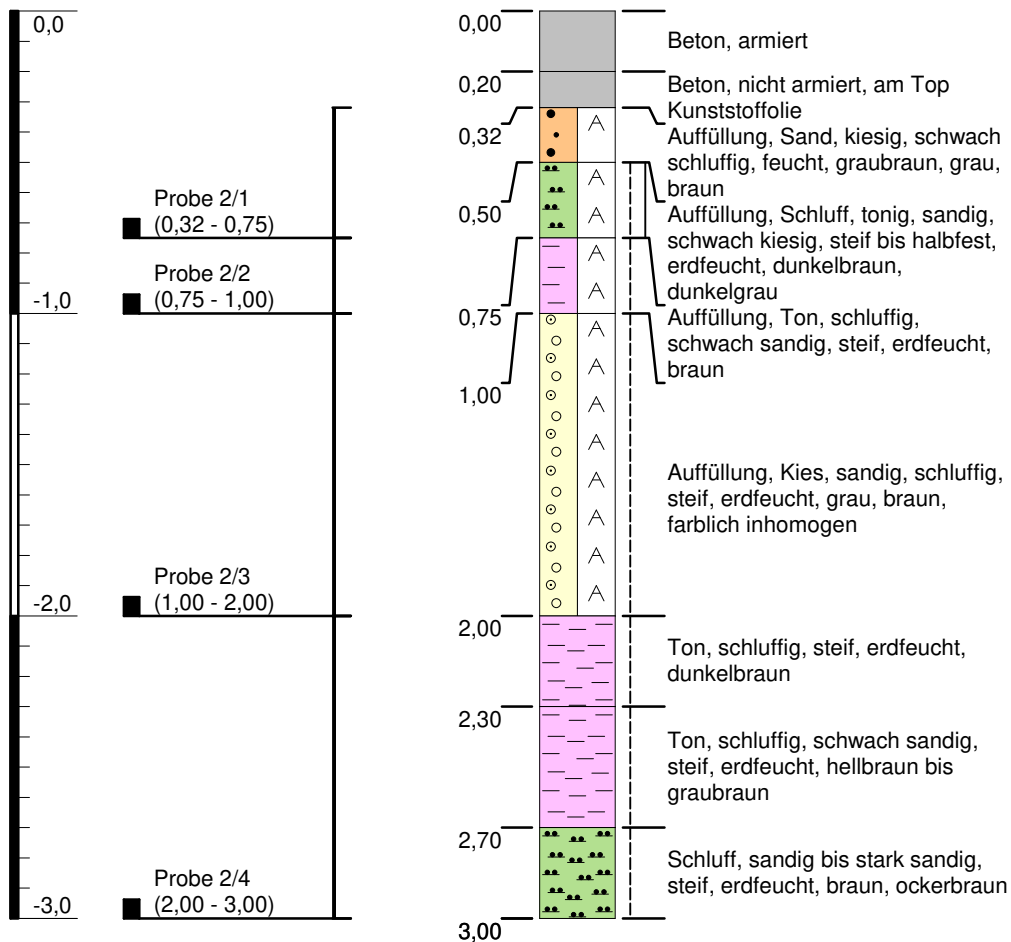 0,0
-1,0
-2,0
-3,0
Probe 2/1
(0,32 - 0,75)
Probe 2/2
(0,75 - 1,00)
Probe 2/3
(1,00 - 2,00)
Probe 2/4
(2,00 - 3,00)
0,00
0,20
0,32
0,50
0,75
1,00
2,00
2,30
2,70
3,00
Beton, armiert
Beton, nicht armiert, am Top
Kunststoffolie
Auffüllung, Sand, kiesig, schwach
schluffig, feucht, graubraun, grau,
braun
Auffüllung, Schluff, tonig, sandig,
schwach kiesig, steif bis halbfest,
erdfeucht, dunkelbraun,
dunkelgrau
Auffüllung, Ton, schluffig,
schwach sandig, steif, erdfeucht,
braun
Auffüllung, Kies, sandig, schluffig,
steif, erdfeucht, grau, braun,
farblich inhomogen
Ton, schluffig, steif, erdfeucht,
dunkelbraun
Ton, schluffig, schwach sandig,
steif, erdfeucht, hellbraun bis
graubraun
Schluff, sandig bis stark sandig,
steif, erdfeucht, braun, ockerbraun